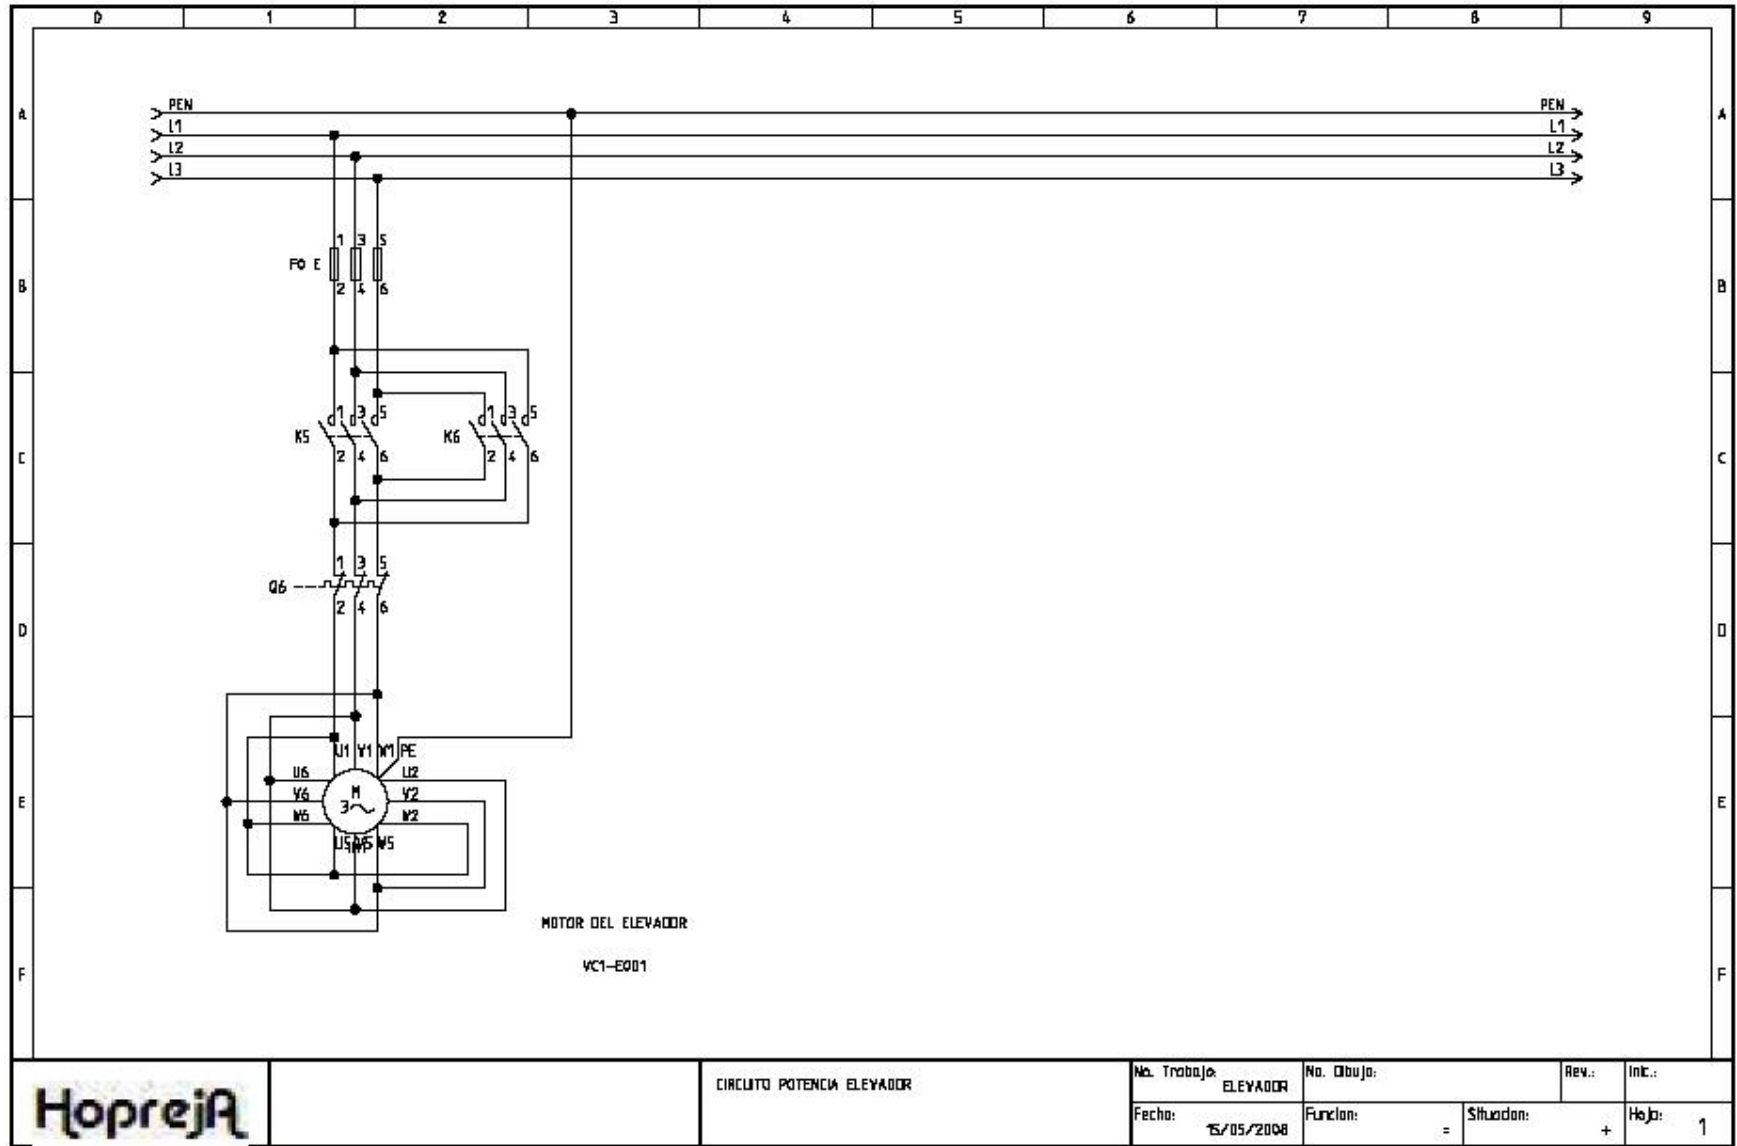 0 1 2 3 4 5 6 7 8 9
A PEN PEN A
L1 L1
L2 L2
L3 L3
1 3 5
F0 E
B 2 4 6 B
1 3 5 1 3 5
K5 K6
C 2 4 6 2 4 6 C
1 3 5
Q6
2 4 6
D D
U1 V1 W1 PE
U6 M U2
E V6 3 V2 E
W6 W2
U5 V5 W5
MOTOR DEL ELEVADOR
VC1-E001
F F
HoprejA
CIRCUITO POTENCIA ELEVADOR
No. Trabajo: ELEVADOR
No. Dibujo:
Rev.:
Inic.:
Fecha: 15/05/2008
Funcion: =
Situacion: +
Hoja: 1